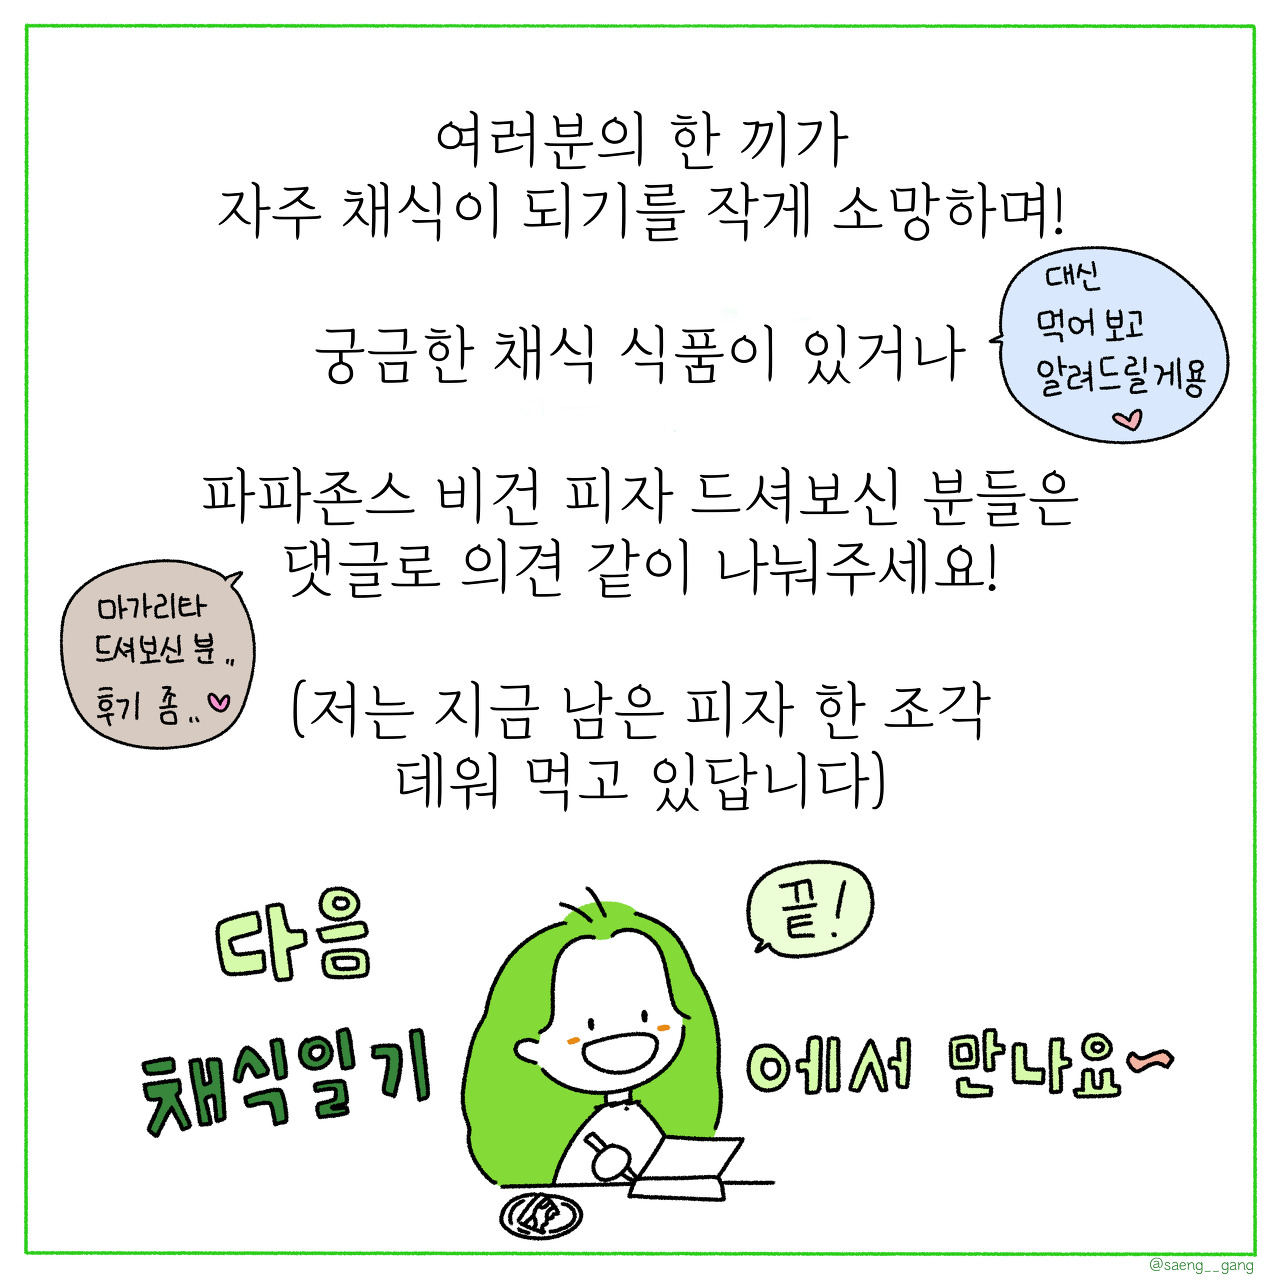 여러분의 한 끼가
자주 채식이 되기를 작게 소망하며!
궁금한 채식 식품이 있거나
대신
먹어 보고
알려드릴게용
파파존스 비건 피자 드셔보신 분들은
댓글로 의견 같이 나눠주세요!
마가리타
드셔보신 분..
후기 좀..
(저는 지금 남은 피자 한 조각
데워 먹고 있답니다)
끝!
다음
채식일기에서 만나요~
@saeng__gang